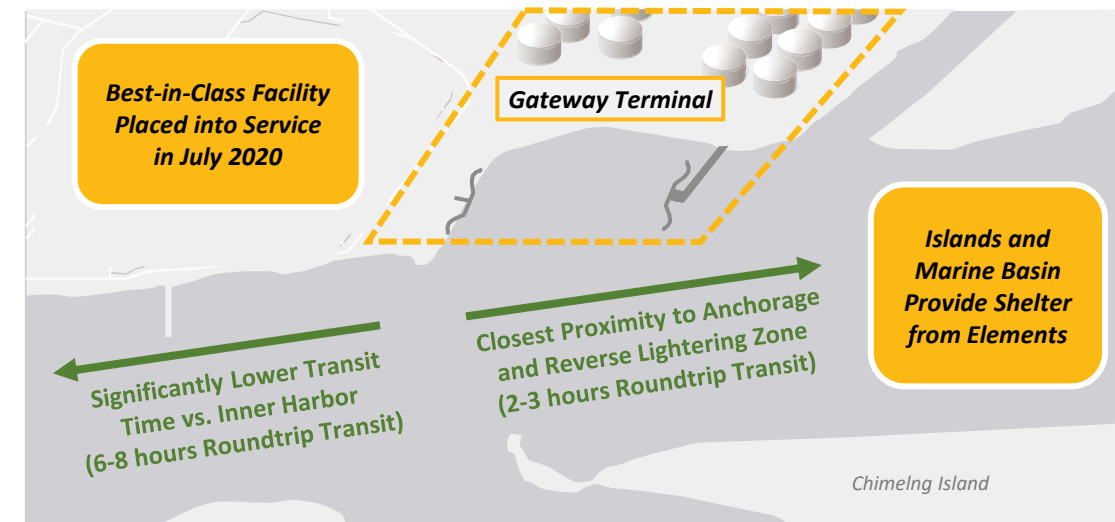 Best-in-Class Facility
Placed into Service
in July 2020
Gateway Terminal
Islands and
Marine Basin
Provide Shelter
from Elements
Significantly Lower Transit
Time vs. Inner Harbor
(6-8 hours Roundtrip Transit)
Closest Proximity to Anchorage
and Reverse Lightering Zone
(2-3 hours Roundtrip Transit)
Chimelng Island